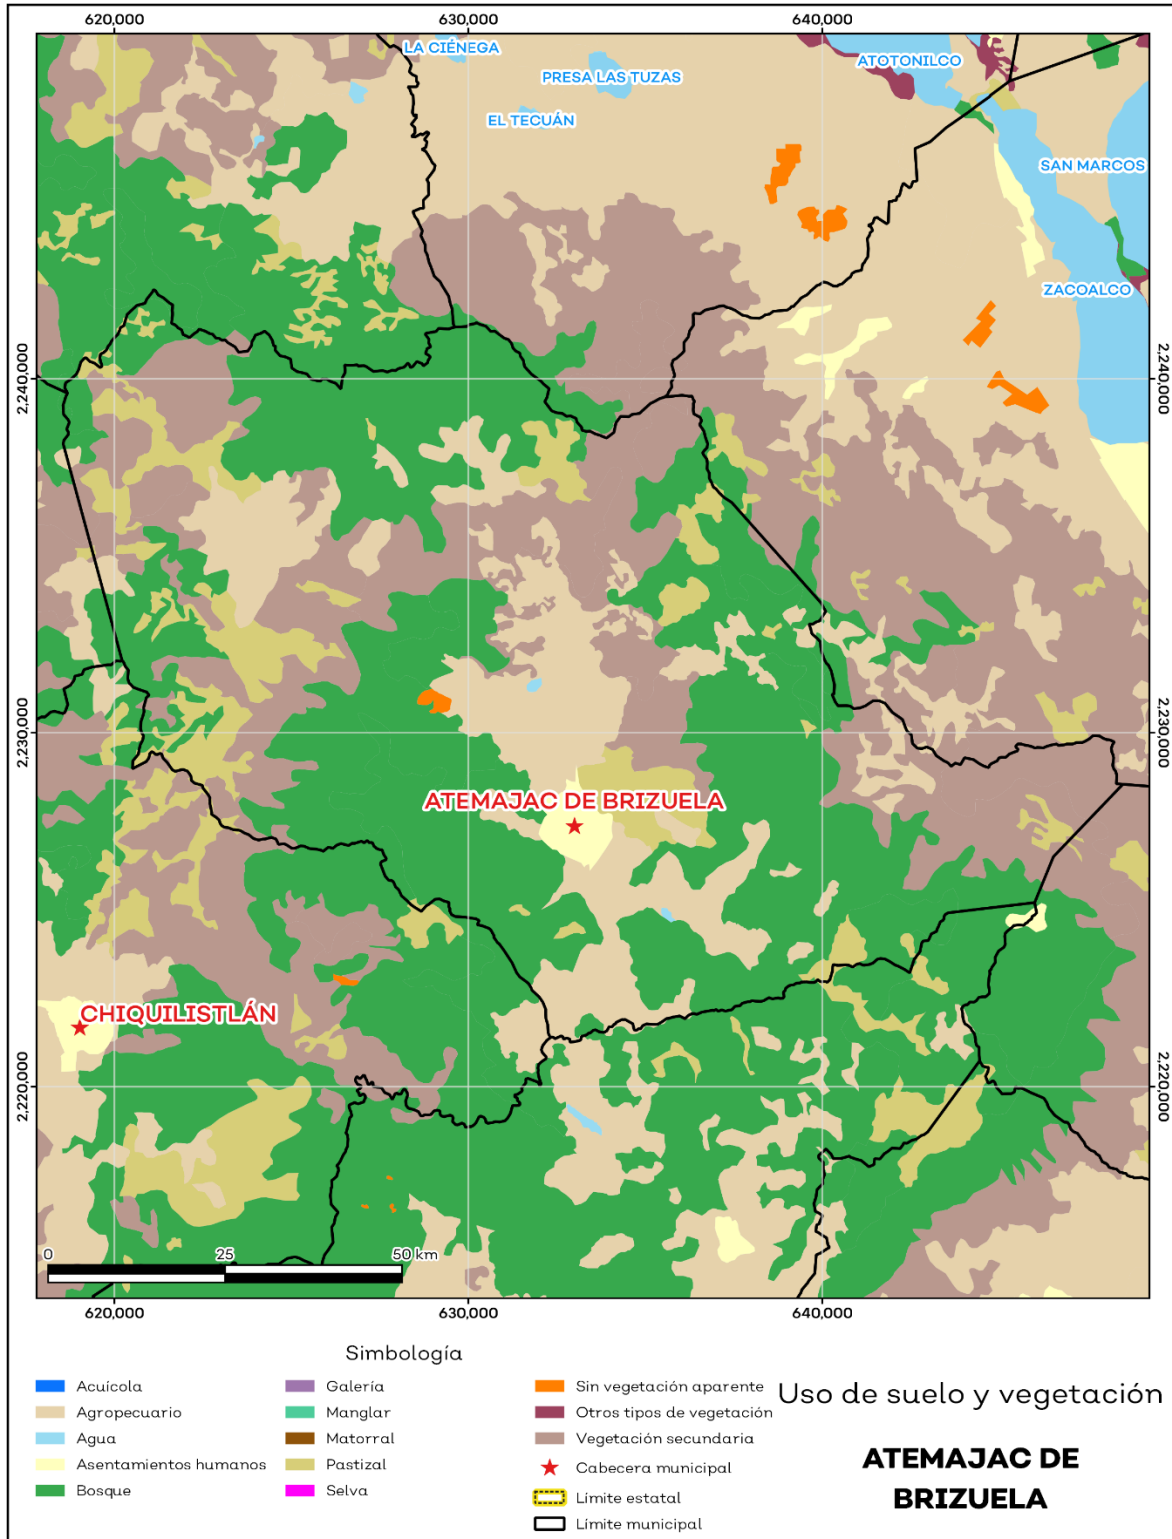 620,000 630,000 640,000
LA CIÉNEGA
ATOTONILCO
PRESA LAS TUZAS
EL TECUÁN
SAN MARCOS
ZACOALCO
2,240,000 2,240,000
2,230,000 2,230,000
ATEMAJAC DE BRIZUELA
CHIQUILISTLÁN
2,220,000 2,220,000
0 25 50 km
620,000 630,000 640,000
Simbología
Acuícola
Agropecuario
Agua
Asentamientos humanos
Bosque
Galería
Manglar
Matorral
Pastizal
Selva
Sin vegetación aparente
Otros tipos de vegetación
Vegetación secundaria
Cabecera municipal
Límite estatal
Límite municipal
Uso de suelo y vegetación
ATEMAJAC DE
BRIZUELA